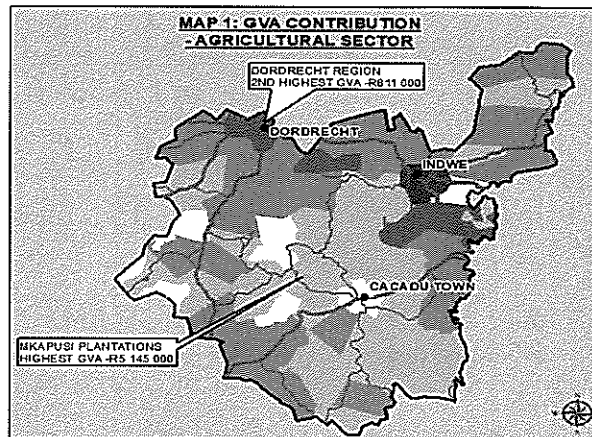 MAP 1: GVA CONTRIBUTION
- AGRICULTURAL SECTOR
DORDRECHT REGION
2ND HIGHEST GVA -R811 000
DORDRECHT
INDWE
CACADU TOWN
MKAPUSI PLANTATIONS
HIGHEST GVA -R5 145 000